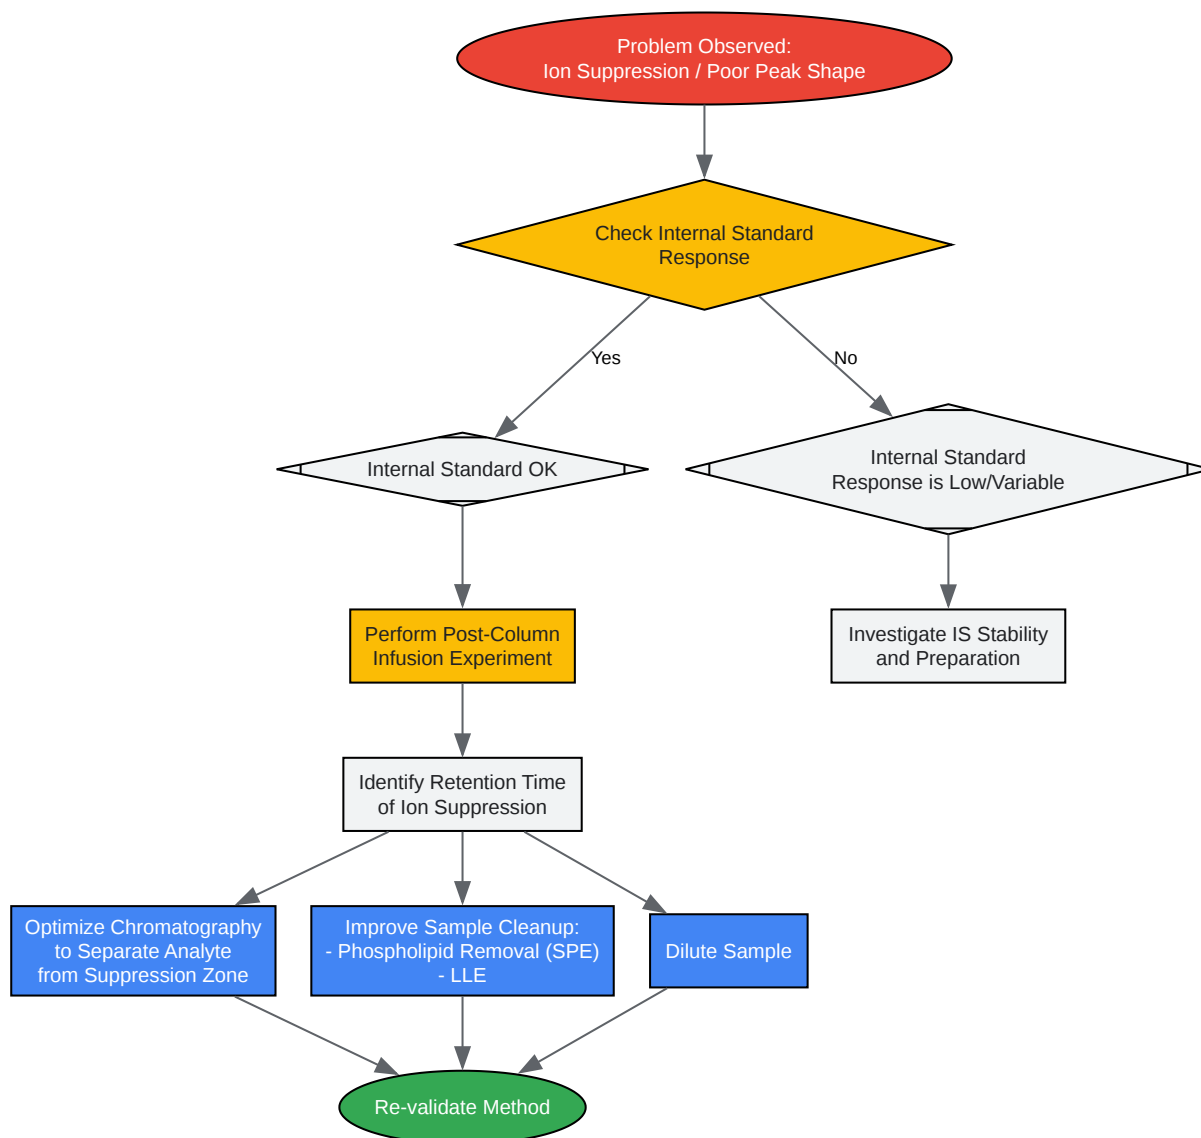 Problem Observed:
Ion Suppression / Poor Peak Shape
Check Internal Standard
Response
Yes
No
Internal Standard OK
Internal Standard
Response is Low/Variable
Perform Post-Column
Infusion Experiment
Investigate IS Stability
and Preparation
Identify Retention Time
of Ion Suppression
Optimize Chromatography
to Separate Analyte
from Suppression Zone
Improve Sample Cleanup:
- Phospholipid Removal (SPE)
- LLE
Dilute Sample
Re-validate Method